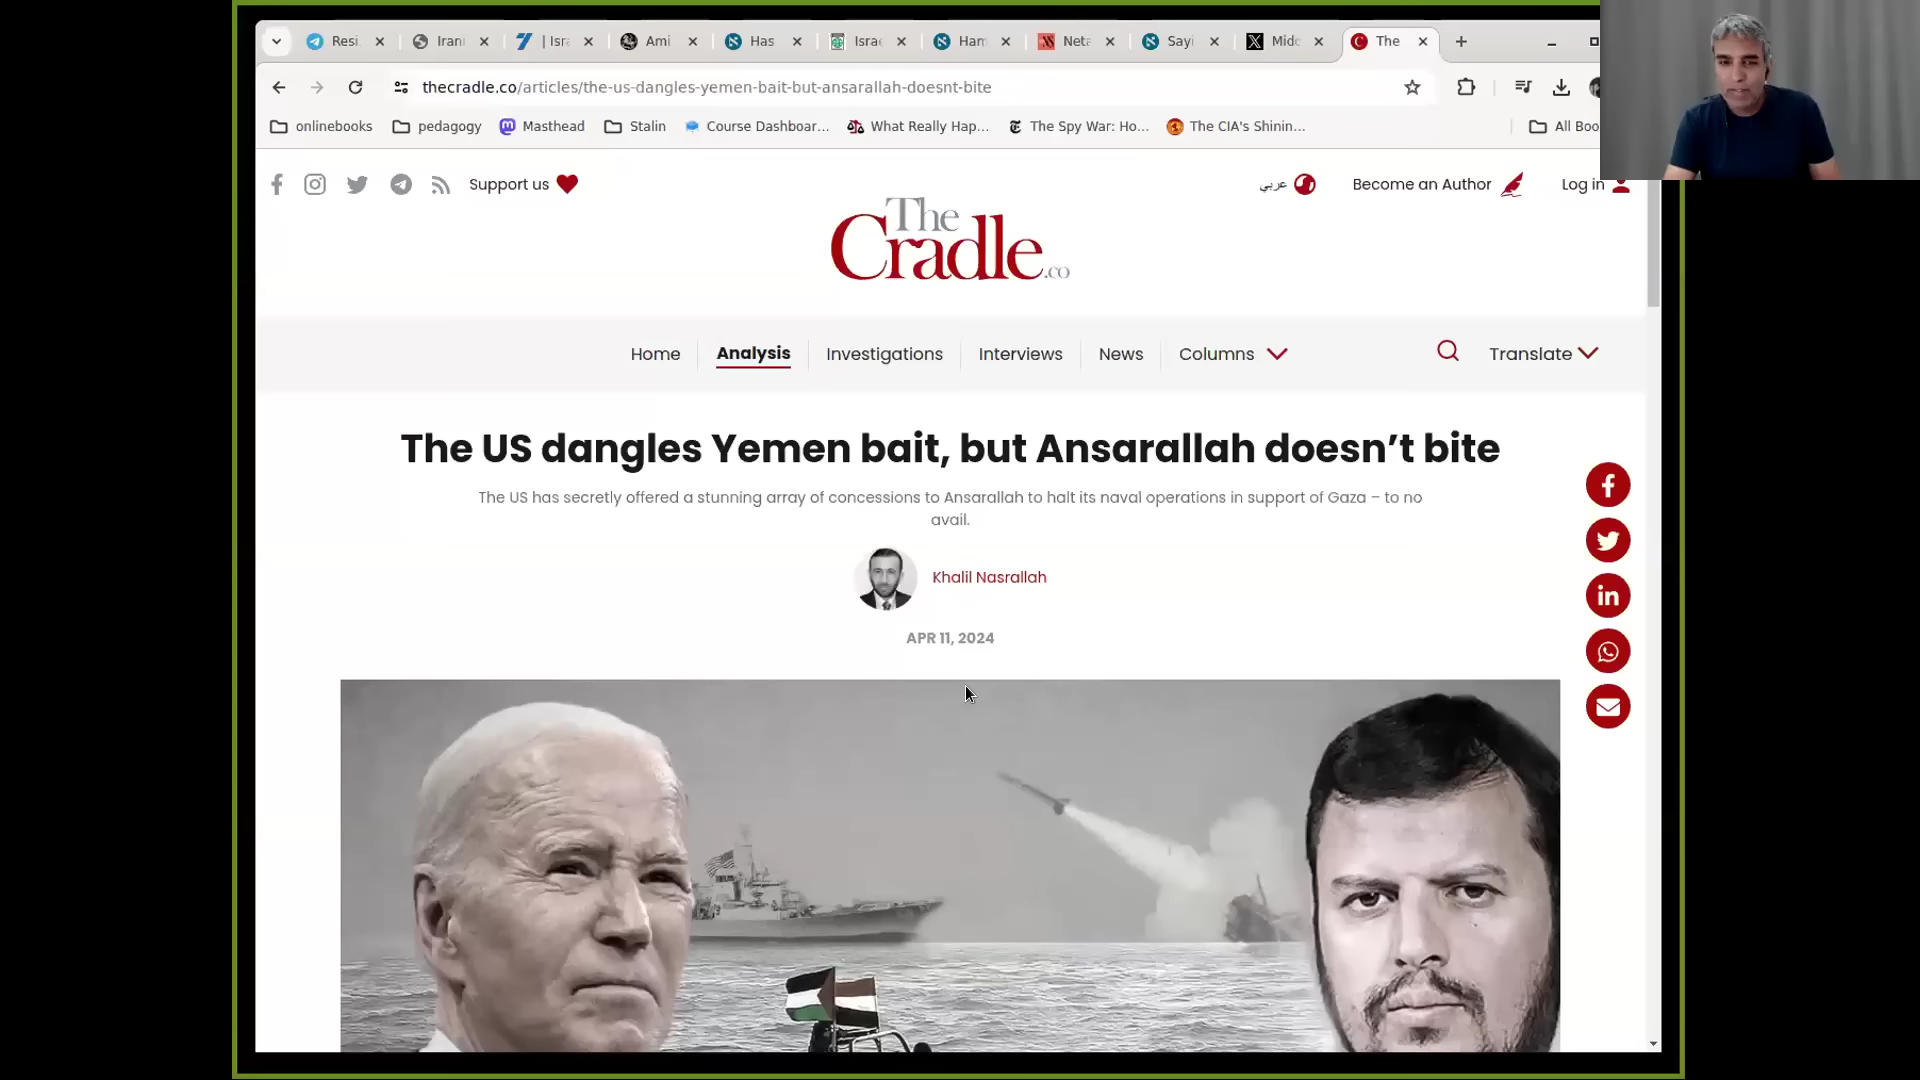 Resi
Irani
| Isra
Ami
Has
Israe
Ham
Neta
Sayi
Midd
The
thecradle.co/articles/the-us-dangles-yemen-bait-but-ansarallah-doesnt-bite
onlinebooks
pedagogy
Masthead
Stalin
Course Dashboar...
What Really Hap...
The Spy War: Ho...
The CIA's Shinin...
All Boo
Support us
عربي
Become an Author
Log in
The
Cradle.co
Home
Analysis
Investigations
Interviews
News
Columns
Translate
The US dangles Yemen bait, but Ansarallah doesn’t bite
The US has secretly offered a stunning array of concessions to Ansarallah to halt its naval operations in support of Gaza – to no
avail.
Khalil Nasrallah
APR 11, 2024